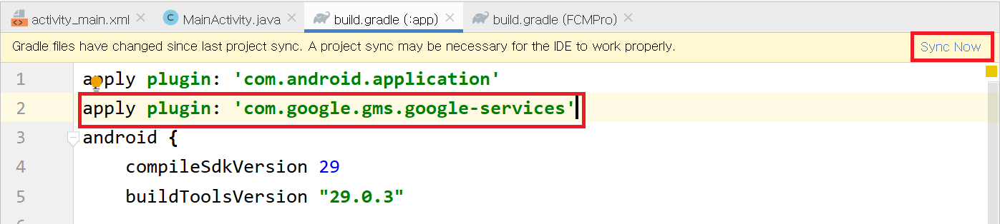 activity_main.xml MainActivity.java build.gradle (:app) build.gradle (FCMPro)
Gradle files have changed since last project sync. A project sync may be necessary for the IDE to work properly. Sync Now
1 apply plugin: 'com.android.application'
2 apply plugin: 'com.google.gms.google-services'
3 android {
4 compileSdkVersion 29
5 buildToolsVersion "29.0.3"